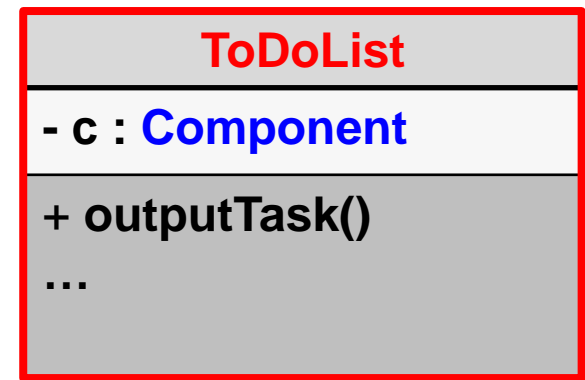 ToDoList
- c : Component
+ outputTask()
…